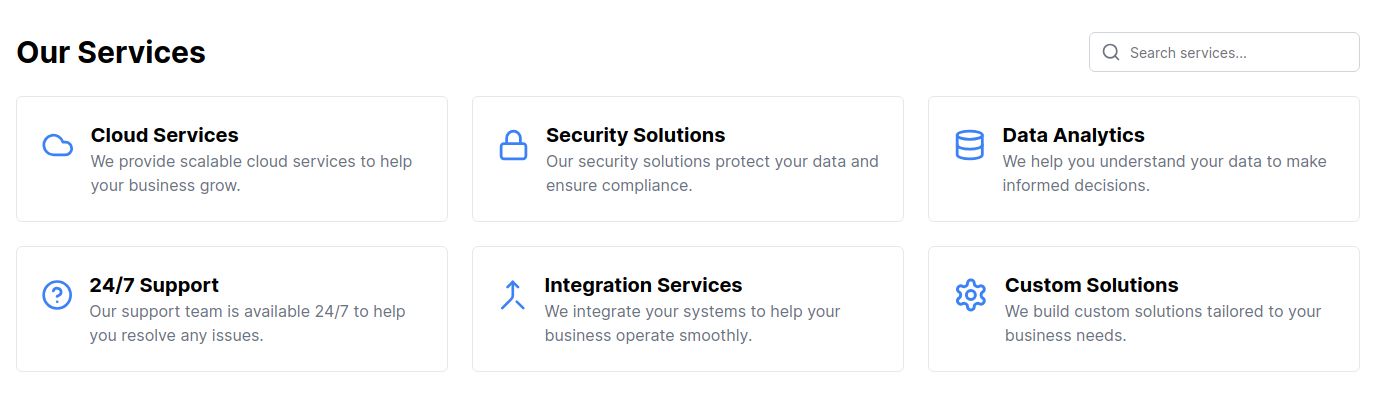 Our Services
Search services...
Cloud Services
We provide scalable cloud services to help
your business grow.
Security Solutions
Our security solutions protect your data and
ensure compliance.
Data Analytics
We help you understand your data to make
informed decisions.
24/7 Support
Our support team is available 24/7 to help
you resolve any issues.
Integration Services
We integrate your systems to help your
business operate smoothly.
Custom Solutions
We build custom solutions tailored to your
business needs.